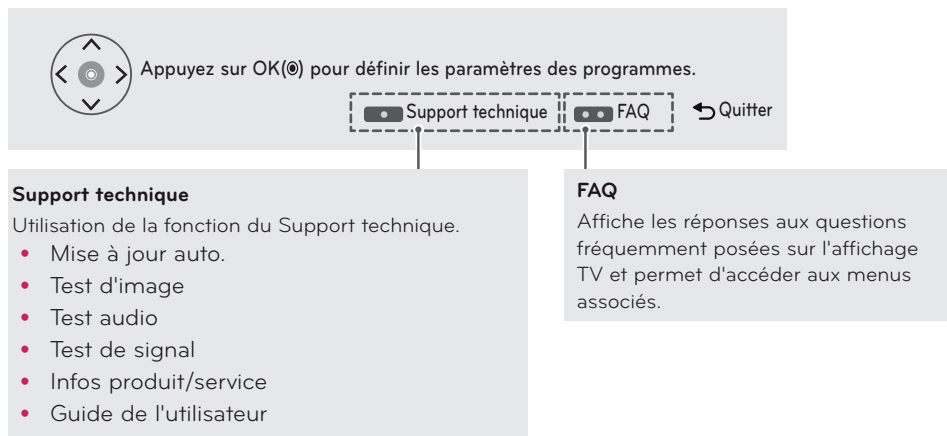 Appuyez sur OK(◉) pour définir les paramètres des programmes.
Support technique FAQ Quitter
Support technique
Utilisation de la fonction du Support technique.
• Mise à jour auto.
• Test d'image
• Test audio
• Test de signal
• Infos produit/service
• Guide de l'utilisateur
FAQ
Affiche les réponses aux questions
fréquemment posées sur l'affichage
TV et permet d'accéder aux menus
associés.